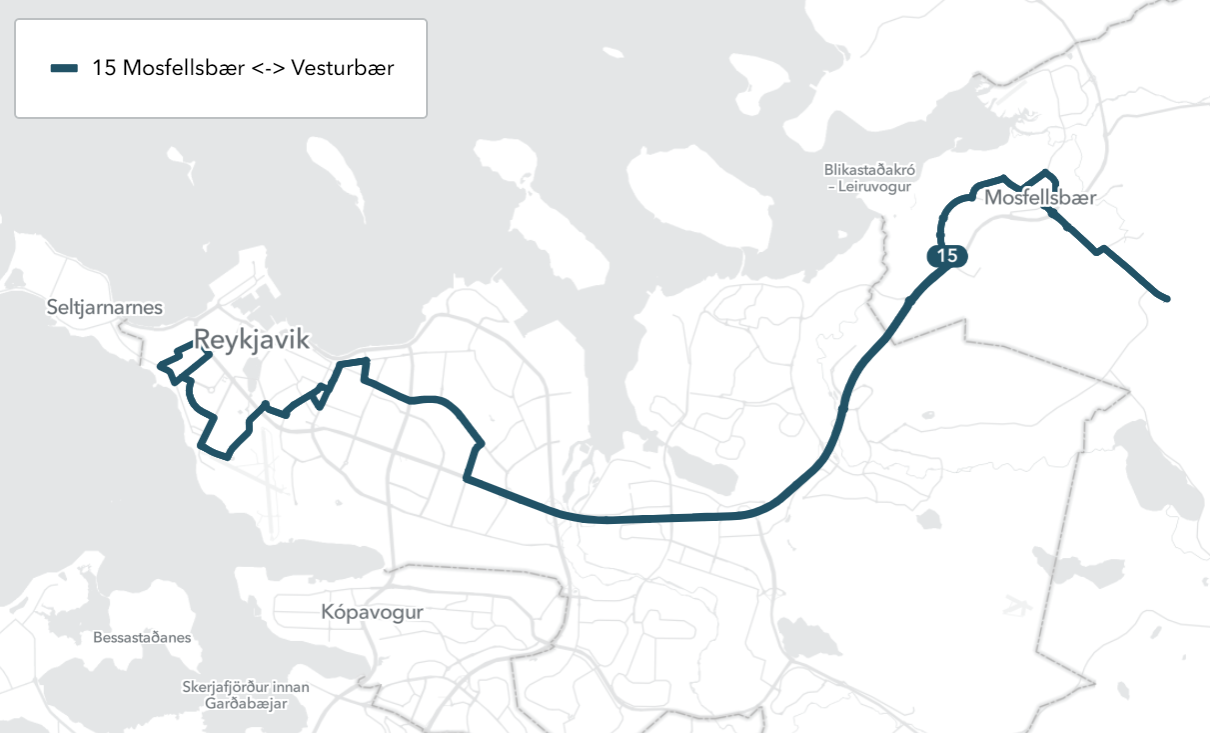 15 Mosfellsbær <-> Vesturbær
Blikastaðakró
- Leiruvogur
Mosfellsbær
15
Seltjarnarnes
Reykjavik
Kópavogur
Bessastaðanes
Skerjafjörður innan
Garðabæjar